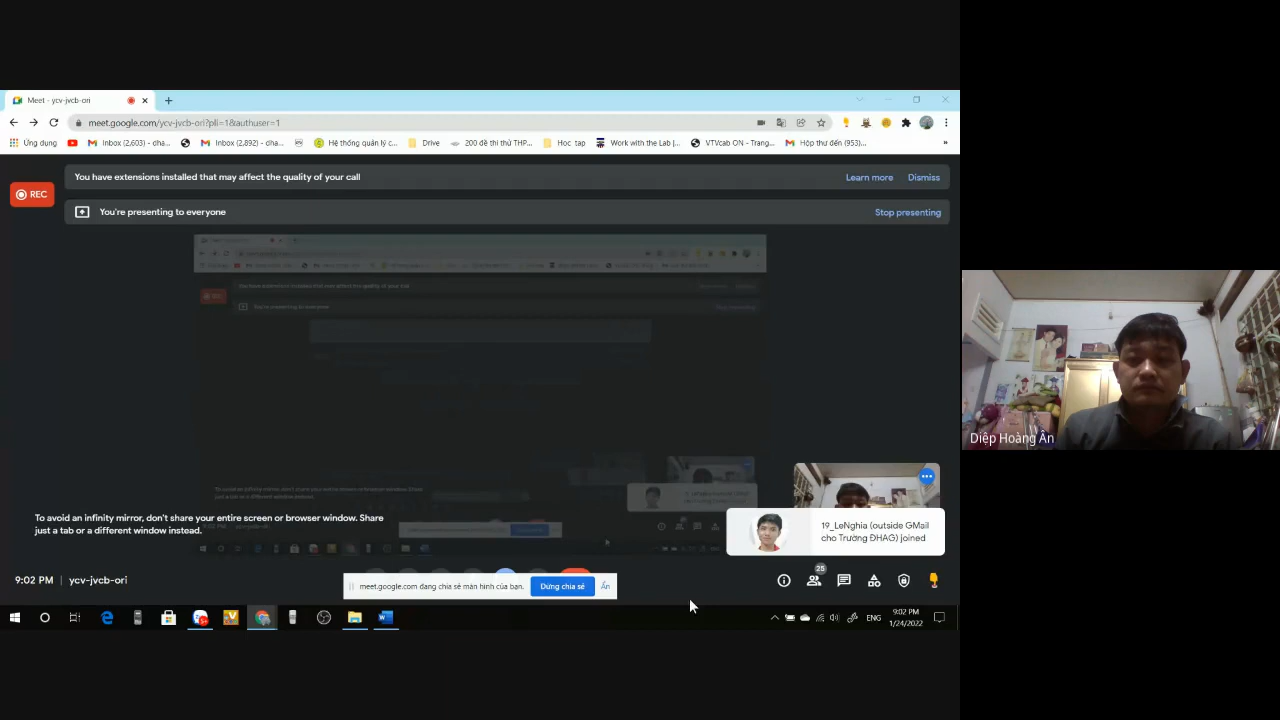 Meet - ycv-jvcb-ori
meet.google.com/ycv-jvcb-ori?pli=1&authuser=1
Ứng dụng
Inbox (2,603) - dha...
Inbox (2,892) - dha...
Hệ thống quản lý c...
Drive
200 đề thi thử THP...
Học tập
Work with the Lab |...
VTVcab ON - Trang...
Hộp thư đến (953)...
»
REC
You have extensions installed that may affect the quality of your call
Learn more
Dismiss
You're presenting to everyone
Stop presenting
To avoid an infinity mirror, don't share your entire screen or browser window. Share
just a tab or a different window instead.
19_LeNghia (outside GMail
cho Trường ĐHAG) joined
Diệp Hoàng Ân
9:02 PM | ycv-jvcb-ori
meet.google.com đang chia sẻ màn hình của bạn.
Dừng chia sẻ
Ẩn
25
ENG
9:02 PM
1/24/2022